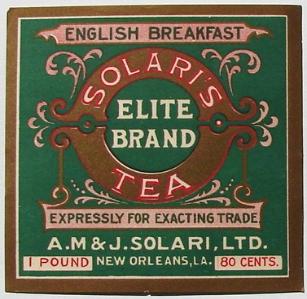 ENGLISH BREAKFAST
SOLARI'S
ELITE
BRAND
TEA
EXPRESSLY FOR EXACTING TRADE
A.M & J. SOLARI, LTD.
1 POUND NEW ORLEANS, LA. 80 CENTS.